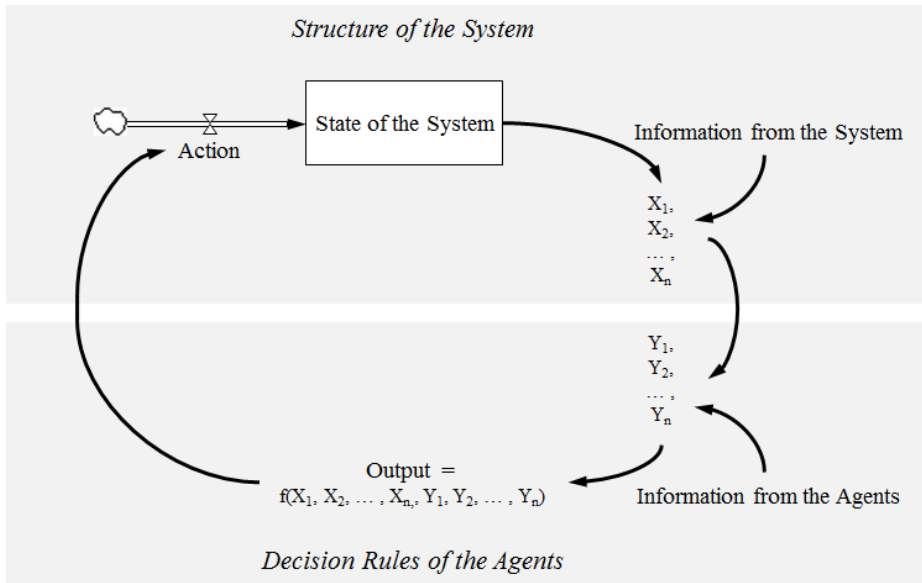 Structure of the System
State of the System
Action
Information from the System
X₁,
X₂,
... ,
Xₙ
Y₁,
Y₂,
... ,
Yₙ
Output =
f(X₁, X₂, ... , Xₙ,, Y₁, Y₂, ... , Yₙ)
Information from the Agents
Decision Rules of the Agents